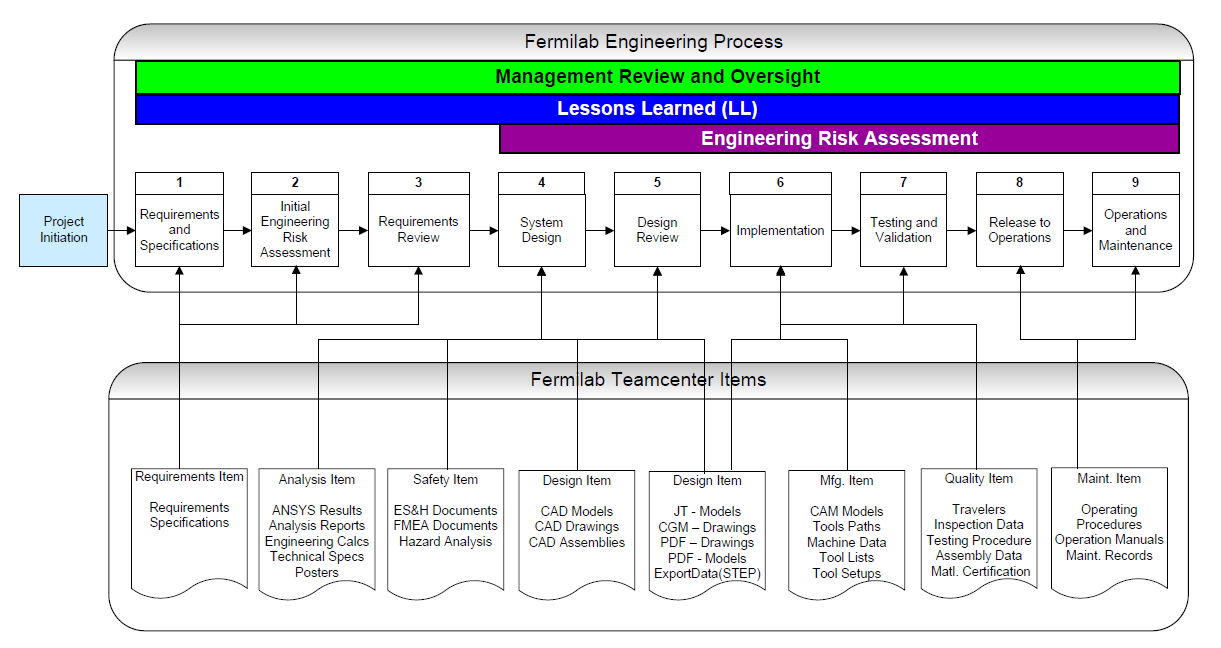 Fermilab Engineering Process
Management Review and Oversight
Lessons Learned (LL)
Engineering Risk Assessment
Project
Initiation
1
Requirements
and
Specifications
2
Initial
Engineering
Risk
Assessment
3
Requirements
Review
4
System
Design
5
Design
Review
6
Implementation
7
Testing and
Validation
8
Release to
Operations
9
Operations
and
Maintenance
Fermilab Teamcenter Items
Requirements Item
Requirements
Specifications
Analysis Item
ANSYS Results
Analysis Reports
Engineering Calcs
Technical Specs
Posters
Safety Item
ES&H Documents
FMEA Documents
Hazard Analysis
Design Item
CAD Models
CAD Drawings
CAD Assemblies
Design Item
JT - Models
CGM – Drawings
PDF – Drawings
PDF - Models
ExportData(STEP)
Mfg. Item
CAM Models
Tools Paths
Machine Data
Tool Lists
Tool Setups
Quality Item
Travelers
Inspection Data
Testing Procedure
Assembly Data
Matl. Certification
Maint. Item
Operating
Procedures
Operation Manuals
Maint. Records